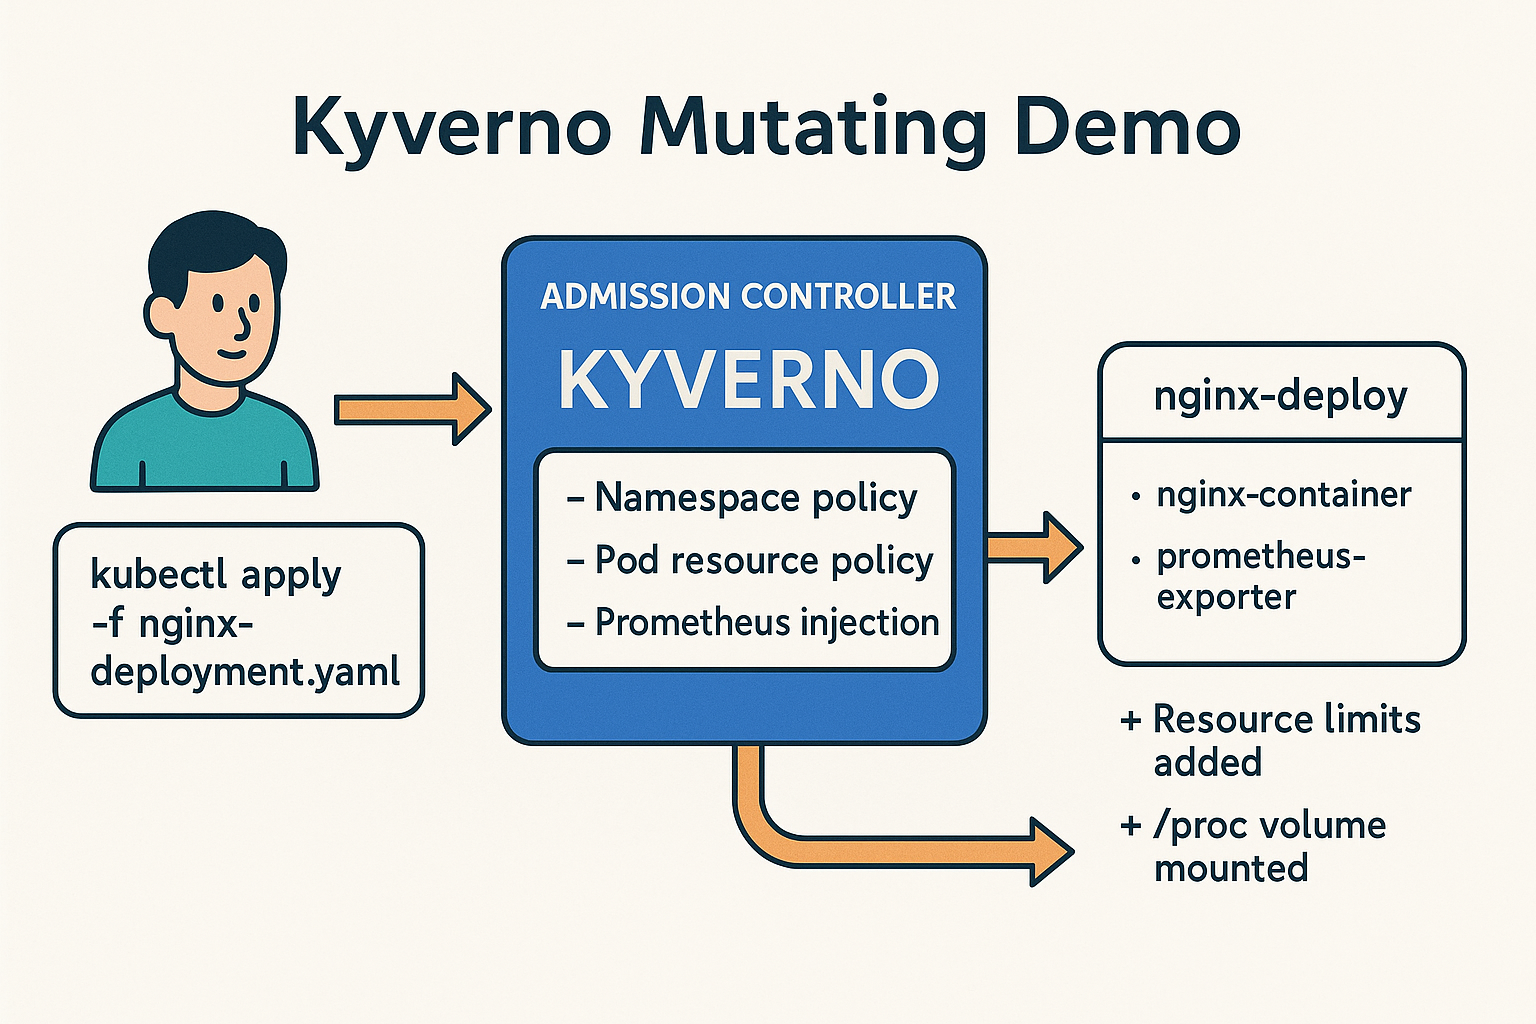 Kyverno Mutating Demo
kubectl apply
-f nginx-
deployment.yaml
ADMISSION CONTROLLER
KYVERNO
– Namespace policy
– Pod resource policy
– Prometheus injection
nginx-deploy
• nginx-container
• prometheus-
exporter
+ Resource limits
added
+ /proc volume
mounted